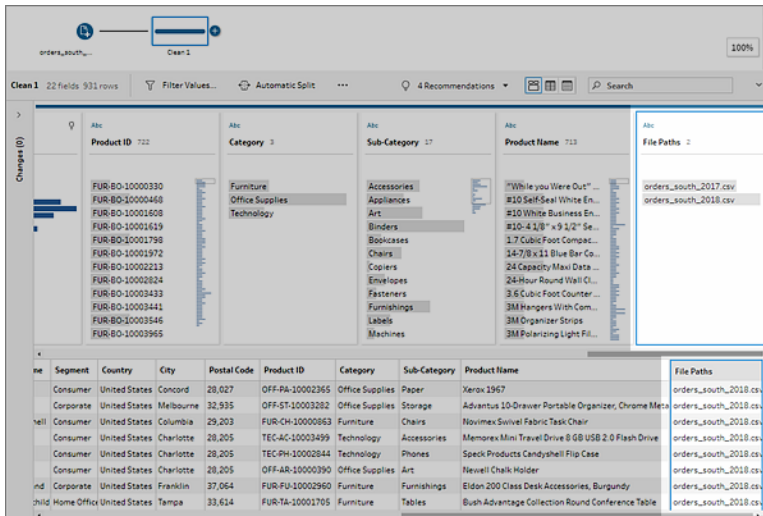 orders_south_...
Clean 1
100%
Clean 1 22 fields 931 rows Filter Values... Automatic Split ... 4 Recommendations Search
Changes (0)
Abc
Product ID 722
FUR-BO-10000330
FUR-BO-10000468
FUR-BO-10001608
FUR-BO-10001619
FUR-BO-10001798
FUR-BO-10001972
FUR-BO-10002213
FUR-BO-10002824
FUR-BO-10003433
FUR-BO-10003441
FUR-BO-10003546
FUR-BO-10003965
Abc
Category 3
Furniture
Office Supplies
Technology
Abc
Sub-Category 17
Accessories
Appliances
Art
Binders
Bookcases
Chairs
Copiers
Envelopes
Fasteners
Furnishings
Labels
Machines
Abc
Product Name 713
"While you Were Out" ...
#10 Self-Seal White En...
#10 White Business En...
#10- 4 1/8" x 9 1/2" Se...
1.7 Cubic Foot Compac...
14-7/8 x 11 Blue Bar Co...
24 Capacity Maxi Data ...
24-Hour Round Wall Cl...
3.6 Cubic Foot Counter ...
3M Hangers With Com...
3M Organizer Strips
3M Polarizing Light Fil...
Abc
File Paths 2
orders_south_2017.csv
orders_south_2018.csv
me Segment Country City Postal Code Product ID Category Sub-Category Product Name File Paths
Consumer United States Concord 28,027 OFF-PA-10002365 Office Supplies Paper Xerox 1967 orders_south_2018.csv
Corporate United States Melbourne 32,935 OFF-ST-10003282 Office Supplies Storage Advantus 10-Drawer Portable Organizer, Chrome Meta orders_south_2018.csv
nell Consumer United States Columbia 29,203 FUR-CH-10000863 Furniture Chairs Novimex Swivel Fabric Task Chair orders_south_2018.csv
Consumer United States Charlotte 28,205 TEC-AC-10003499 Technology Accessories Memorex Mini Travel Drive 8 GB USB 2.0 Flash Drive orders_south_2018.csv
Consumer United States Charlotte 28,205 TEC-PH-10002844 Technology Phones Speck Products Candyshell Flip Case orders_south_2018.csv
Consumer United States Charlotte 28,205 OFF-AR-10000390 Office Supplies Art Newell Chalk Holder orders_south_2018.csv
nd Corporate United States Franklin 37,064 FUR-FU-10002960 Furniture Furnishings Eldon 200 Class Desk Accessories, Burgundy orders_south_2018.csv
child Home Office United States Tampa 33,614 FUR-TA-10001705 Furniture Tables Bush Advantage Collection Round Conference Table orders_south_2018.csv